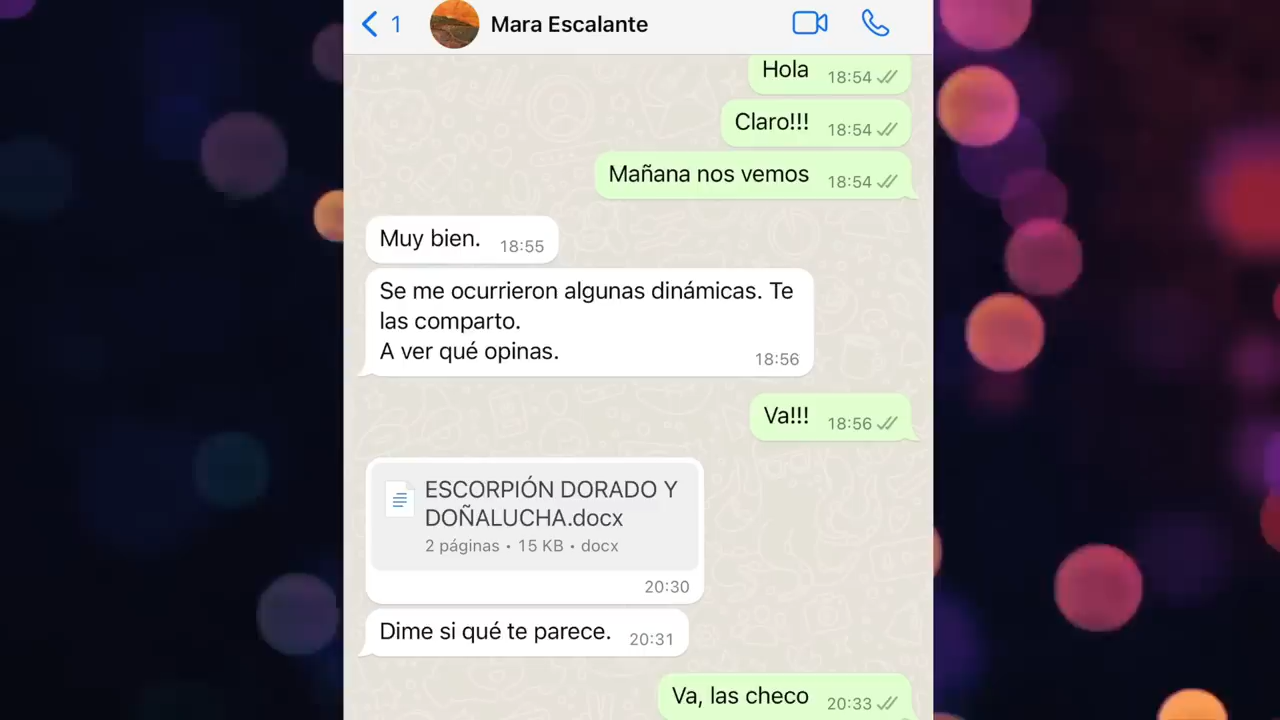 1 Mara Escalante
Hola 18:54
Claro!!! 18:54
Mañana nos vemos 18:54
Muy bien. 18:55
Se me ocurrieron algunas dinámicas. Te
las comparto.
A ver qué opinas. 18:56
Va!!! 18:56
ESCORPIÓN DORADO Y
DOÑALUCHA.docx
2 páginas • 15 KB • docx
20:30
Dime si qué te parece. 20:31
Va, las checo 20:33